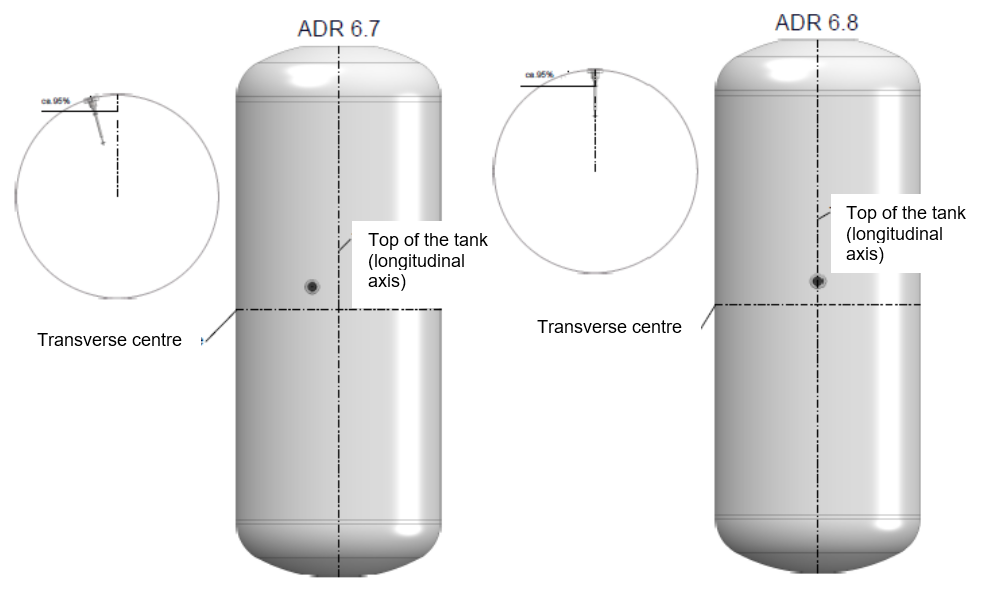 ADR 6.7
ca.95%
Top of the tank
(longitudinal
axis)
Transverse centre
ADR 6.8
ca.95%
Top of the tank
(longitudinal
axis)
Transverse centre